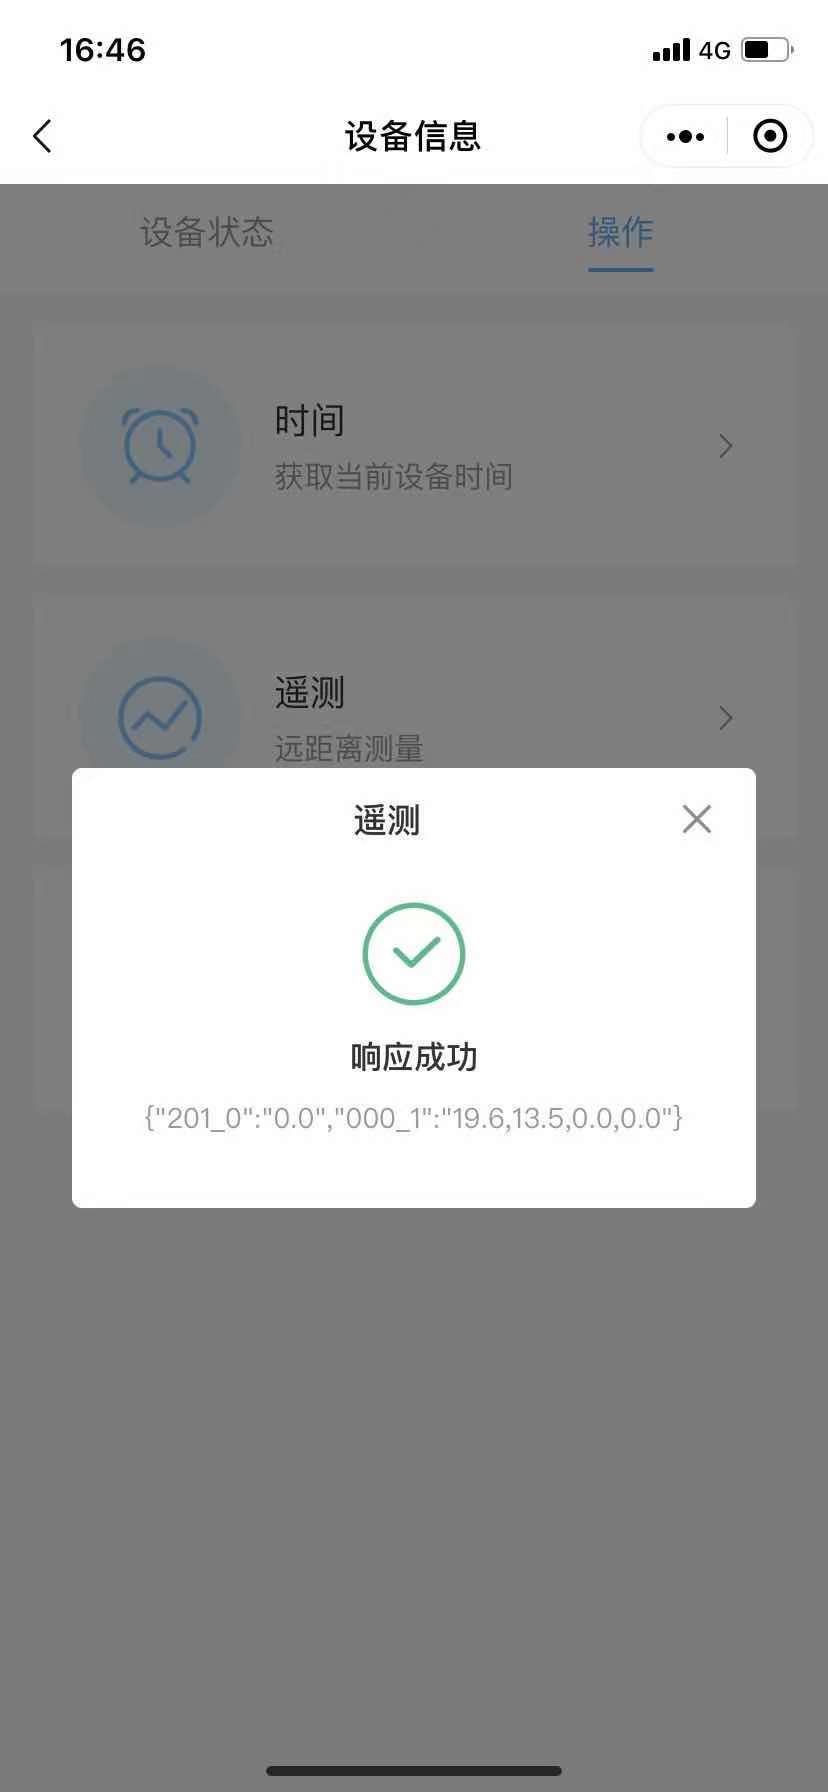 16:46
4G
设备信息
设备状态
操作
时间
获取当前设备时间
遥测
远距离测量
遥测
响应成功
{"201_0":"0.0","000_1":"19.6,13.5,0.0,0.0"}